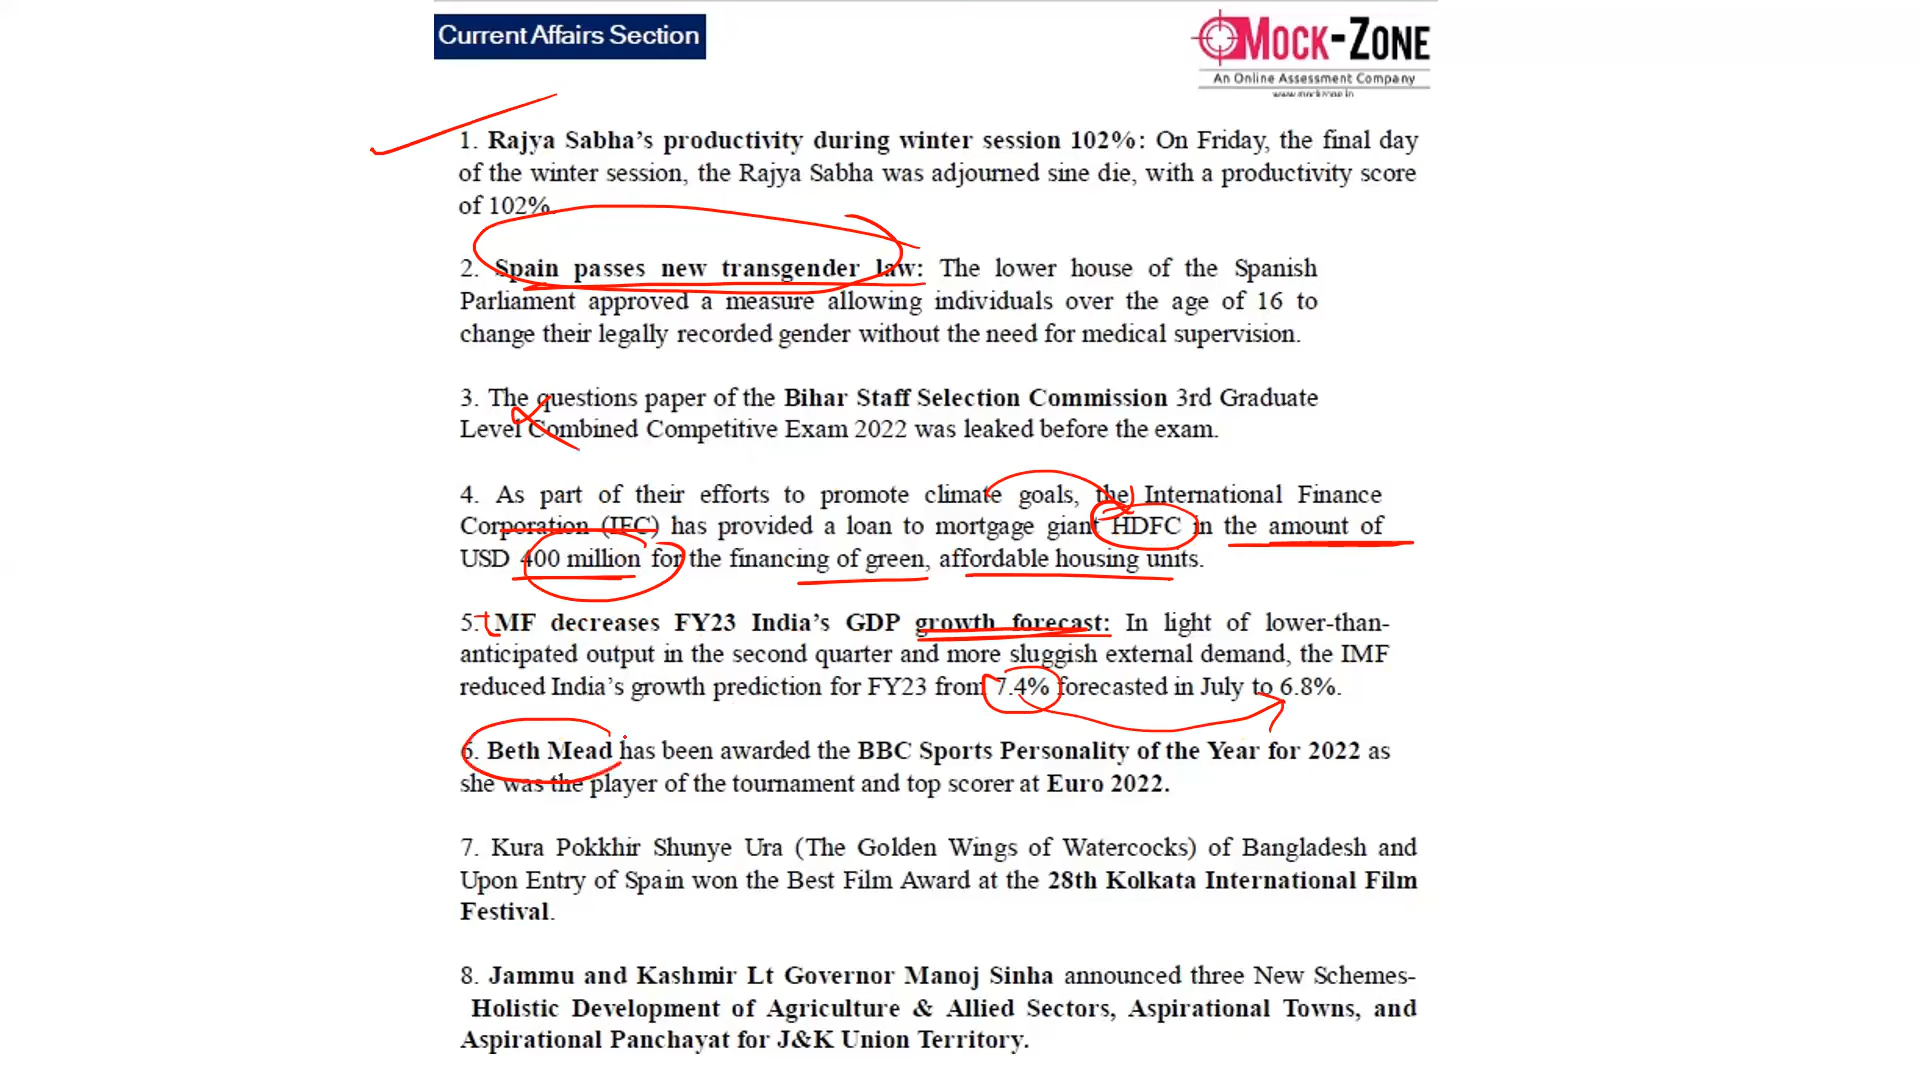 Current Affairs Section
MOCK-ZONE
An Online Assessment Company
www.mockzone.in
1. Rajya Sabha’s productivity during winter session 102%: On Friday, the final day
of the winter session, the Rajya Sabha was adjourned sine die, with a productivity score
of 102%.
2. Spain passes new transgender law: The lower house of the Spanish
Parliament approved a measure allowing individuals over the age of 16 to
change their legally recorded gender without the need for medical supervision.
3. The questions paper of the Bihar Staff Selection Commission 3rd Graduate
Level Combined Competitive Exam 2022 was leaked before the exam.
4. As part of their efforts to promote climate goals, the International Finance
Corporation (IFC) has provided a loan to mortgage giant HDFC in the amount of
USD 400 million for the financing of green, affordable housing units.
5. IMF decreases FY23 India’s GDP growth forecast: In light of lower-than-
anticipated output in the second quarter and more sluggish external demand, the IMF
reduced India’s growth prediction for FY23 from 7.4% forecasted in July to 6.8%.
6. Beth Mead has been awarded the BBC Sports Personality of the Year for 2022 as
she was the player of the tournament and top scorer at Euro 2022.
7. Kura Pokkhir Shunye Ura (The Golden Wings of Watercocks) of Bangladesh and
Upon Entry of Spain won the Best Film Award at the 28th Kolkata International Film
Festival.
8. Jammu and Kashmir Lt Governor Manoj Sinha announced three New Schemes-
Holistic Development of Agriculture & Allied Sectors, Aspirational Towns, and
Aspirational Panchayat for J&K Union Territory.